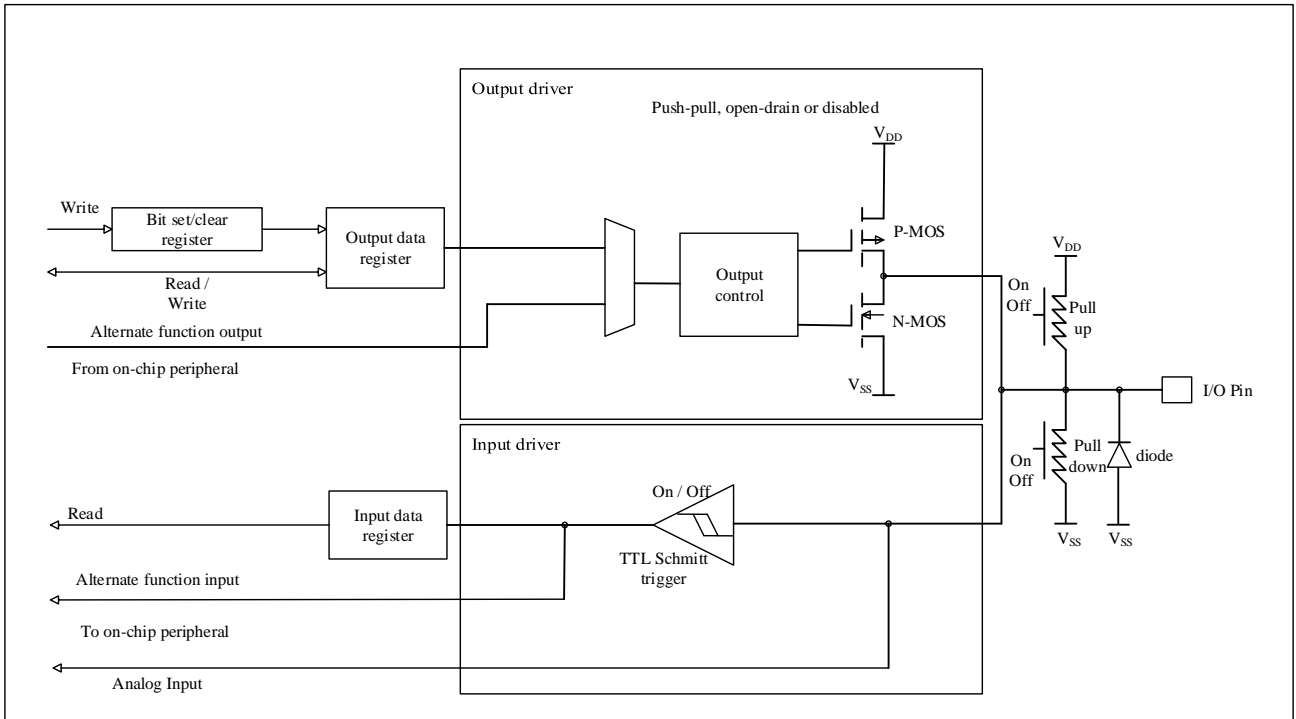 Output driver
Push-pull, open-drain or disabled
VDD
Write
Bit set/clear
register
Output data
register
Read /
Write
Alternate function output
From on-chip peripheral
Output
control
P-MOS
N-MOS
VSS
VDD
On
Off
Pull
up
I/O Pin
On
Off
Pull
down
diode
VSS
VSS
Input driver
On / Off
TTL Schmitt
trigger
Read
Input data
register
Alternate function input
To on-chip peripheral
Analog Input